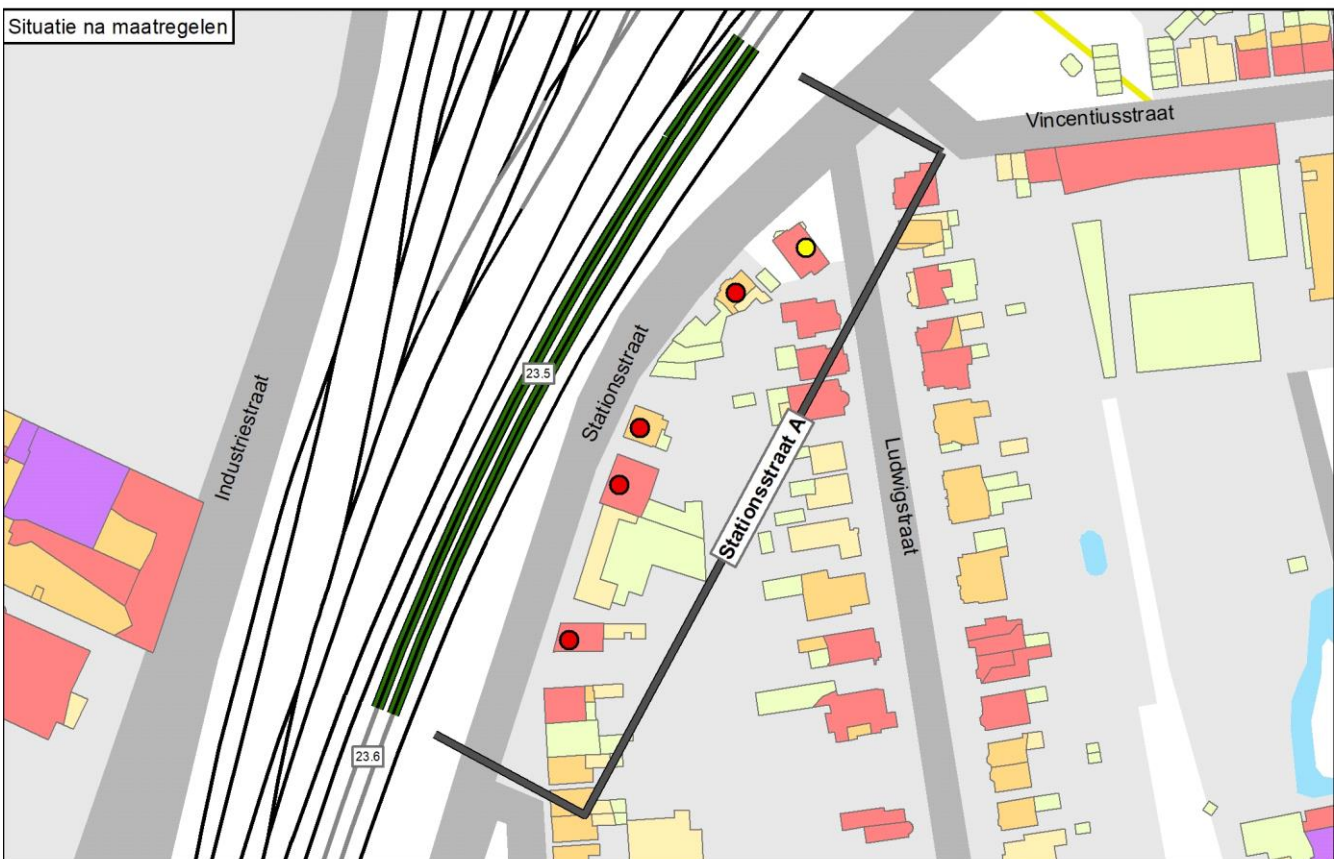 Situatie na maatregelen
Vincentiusstraat
23.5
Stationsstraat
Industriestraat
Stationsstraat A
Ludwigstraat
23.6